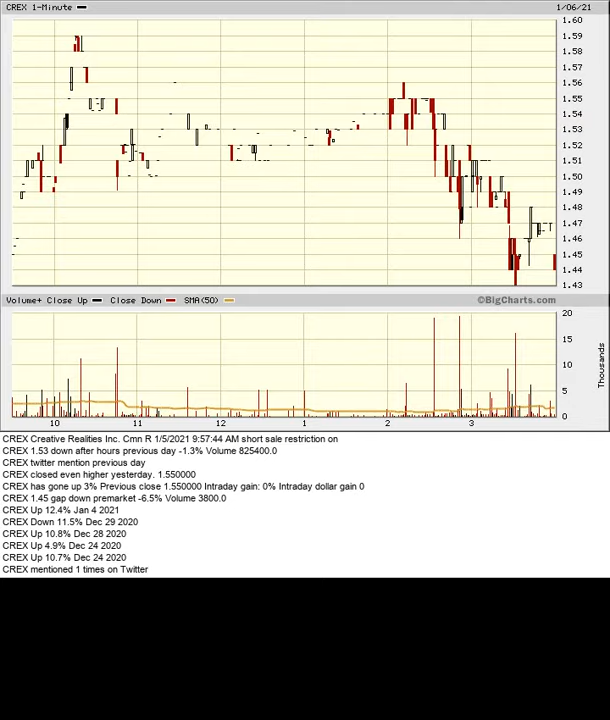 CREX 1-Minute 1/06/21
1.60
1.59
1.58
1.57
1.56
1.55
1.54
1.53
1.52
1.51
1.50
1.49
1.48
1.47
1.46
1.45
1.44
1.43
Volume+ Close Up Close Down SMA(50) ©BigCharts.com
20
15
10
5
0
Thousands
10 11 12 1 2 3
CREX Creative Realities Inc. Cmn R 1/5/2021 9:57:44 AM short sale restriction on
CREX 1.53 down after hours previous day -1.3% Volume 825400.0
CREX twitter mention previous day
CREX closed even higher yesterday. 1.550000
CREX has gone up 3% Previous close 1.550000 Intraday gain: 0% Intraday dollar gain 0
CREX 1.45 gap down premarket -6.5% Volume 3800.0
CREX Up 12.4% Jan 4 2021
CREX Down 11.5% Dec 29 2020
CREX Up 10.8% Dec 28 2020
CREX Up 4.9% Dec 24 2020
CREX Up 10.7% Dec 24 2020
CREX mentioned 1 times on Twitter